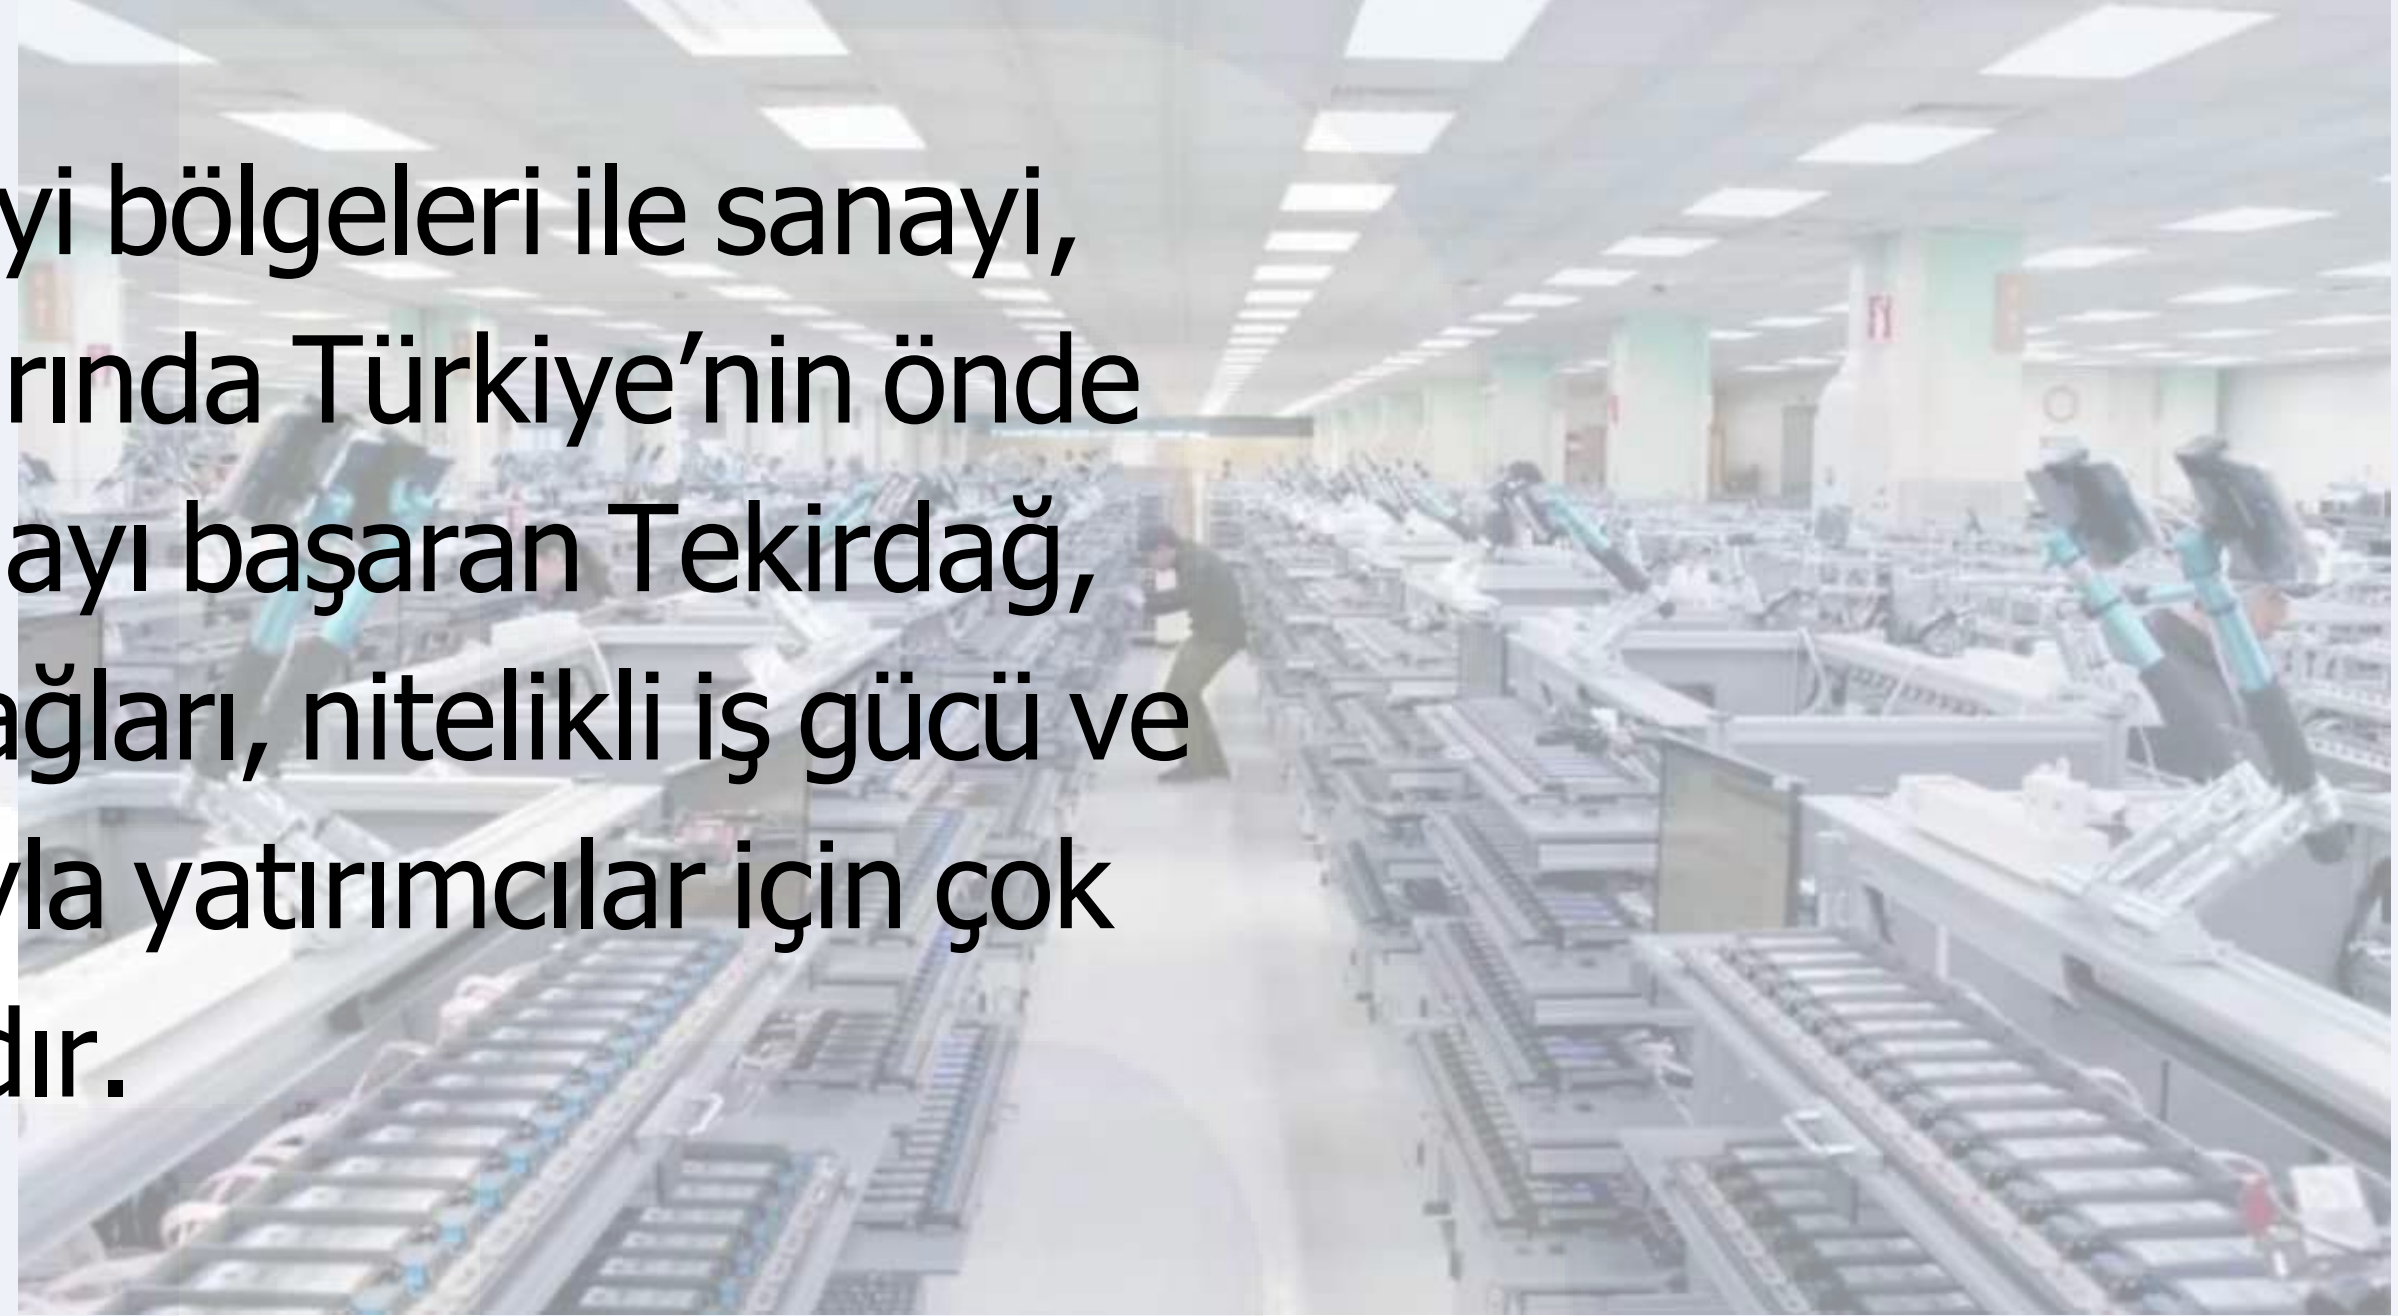 yi bölgeleri ile sanayi,
rında Türkiye’nin önde
ayı başaran Tekirdağ,
ağları, nitelikli iş gücü ve
yla yatırımcılar için çok
dır.